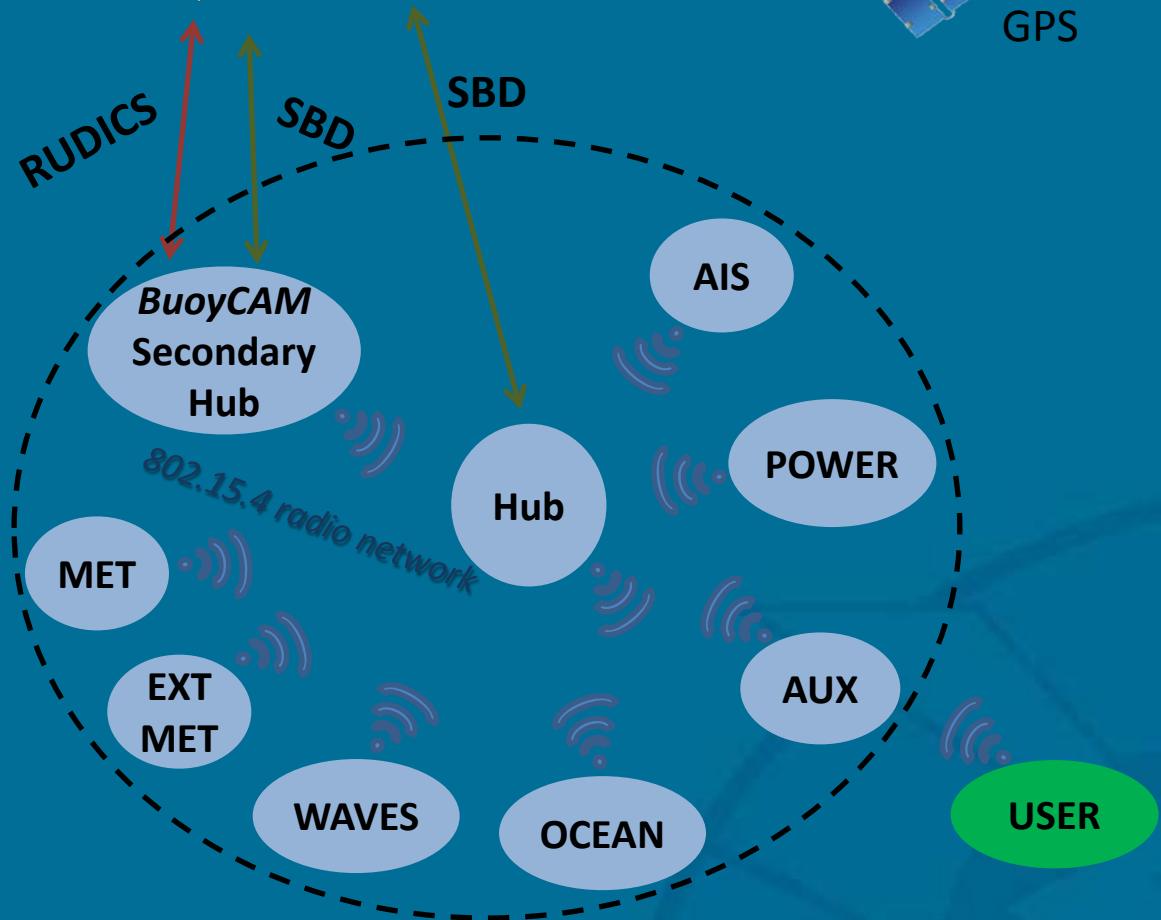 GPS
RUDICS
SBD
SBD
AIS
BuoyCAM
Secondary
Hub
POWER
802.15.4 radio network
Hub
MET
EXT
MET
AUX
WAVES
OCEAN
USER